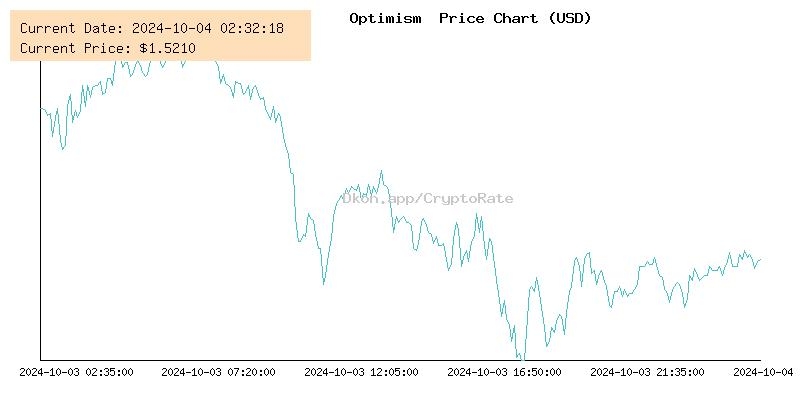 Optimism Price Chart (USD)
Current Date: 2024-10-04 02:32:18
Current Price: $1.5210
Dkon.app/CryptoRate
2024-10-03 02:35:00 2024-10-03 07:20:00 2024-10-03 12:05:00 2024-10-03 16:50:00 2024-10-03 21:35:00 2024-10-04